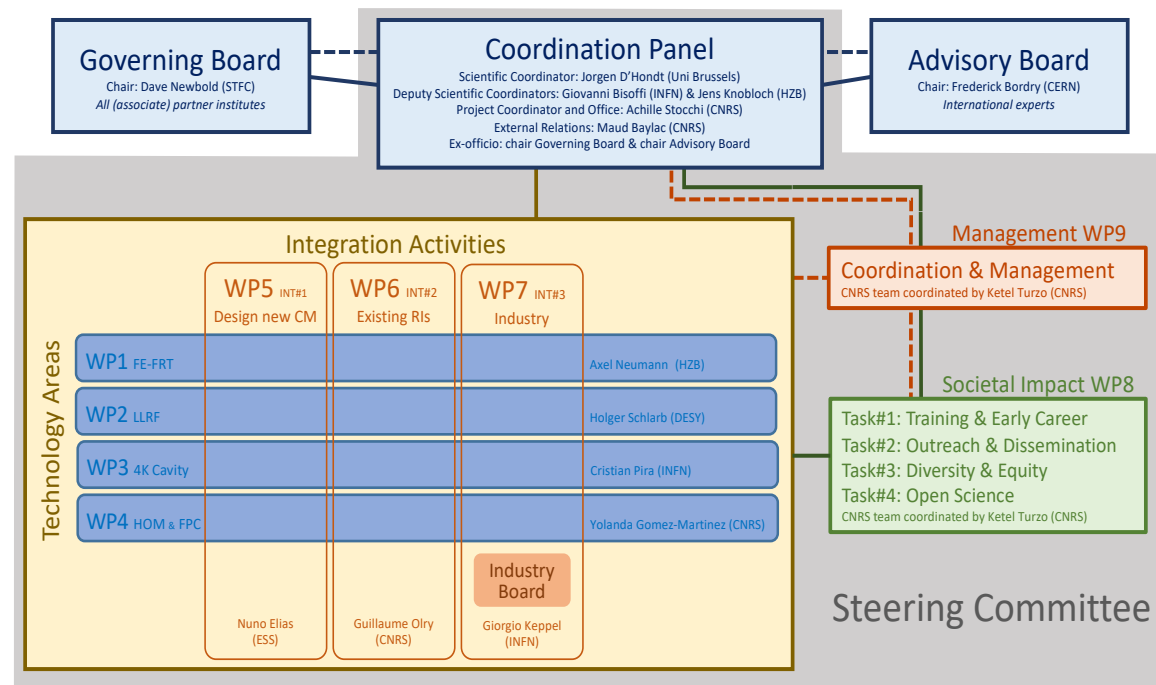 Governing Board
Chair: Dave Newbold (STFC)
All (associate) partner institutes
Coordination Panel
Scientific Coordinator: Jorgen D'Hondt (Uni Brussels)
Deputy Scientific Coordinators: Giovanni Bisoffi (INFN) & Jens Knobloch (HZB)
Project Coordinator and Office: Achille Stocchi (CNRS)
External Relations: Maud Baylac (CNRS)
Ex-officio: chair Governing Board & chair Advisory Board
Advisory Board
Chair: Frederick Bordry (CERN)
International experts
Integration Activities
Technology Areas
WP5 INT#1
Design new CM
WP6 INT#2
Existing RIs
WP7 INT#3
Industry
WP1 FE-FRT
Axel Neumann (HZB)
WP2 LLRF
Holger Schlarb (DESY)
WP3 4K Cavity
Cristian Pira (INFN)
WP4 HOM & FPC
Yolanda Gomez-Martinez (CNRS)
Industry
Board
Nuno Elias
(ESS)
Guillaume Olry
(CNRS)
Giorgio Keppel
(INFN)
Management WP9
Coordination & Management
CNRS team coordinated by Ketel Turzo (CNRS)
Societal Impact WP8
Task#1: Training & Early Career
Task#2: Outreach & Dissemination
Task#3: Diversity & Equity
Task#4: Open Science
CNRS team coordinated by Ketel Turzo (CNRS)
Steering Committee